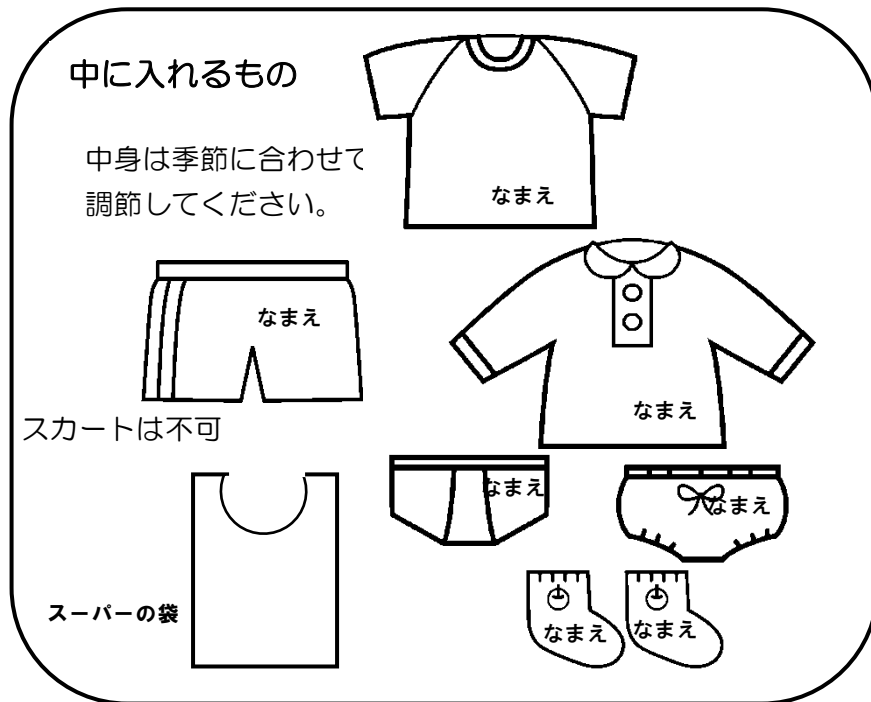 中に入れるもの
中身は季節に合わせて
調節してください。
なまえ
なまえ
なまえ
スカートは不可
なまえ
なまえ
スーパーの袋
なまえ
なまえ